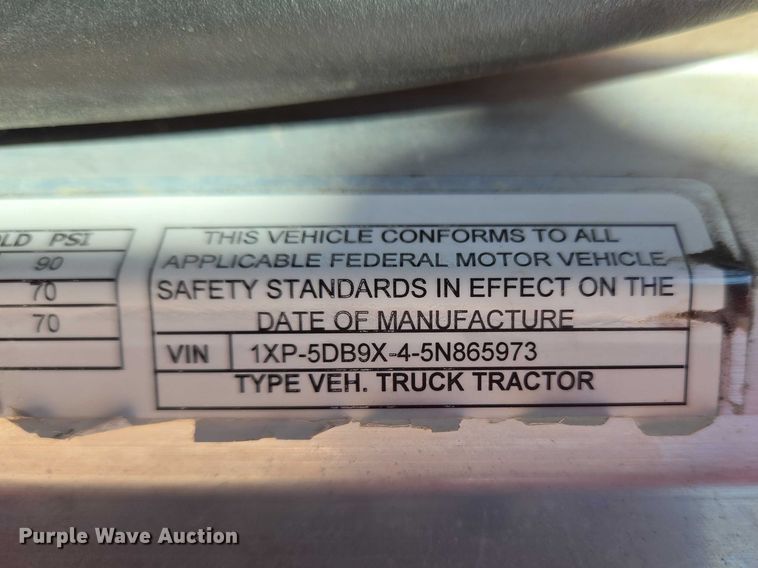 OLD PSI
90
70
70
THIS VEHICLE CONFORMS TO ALL
APPLICABLE FEDERAL MOTOR VEHICLE
SAFETY STANDARDS IN EFFECT ON THE
DATE OF MANUFACTURE
VIN 1XP-5DB9X-4-5N865973
TYPE VEH. TRUCK TRACTOR
Purple Wave Auction